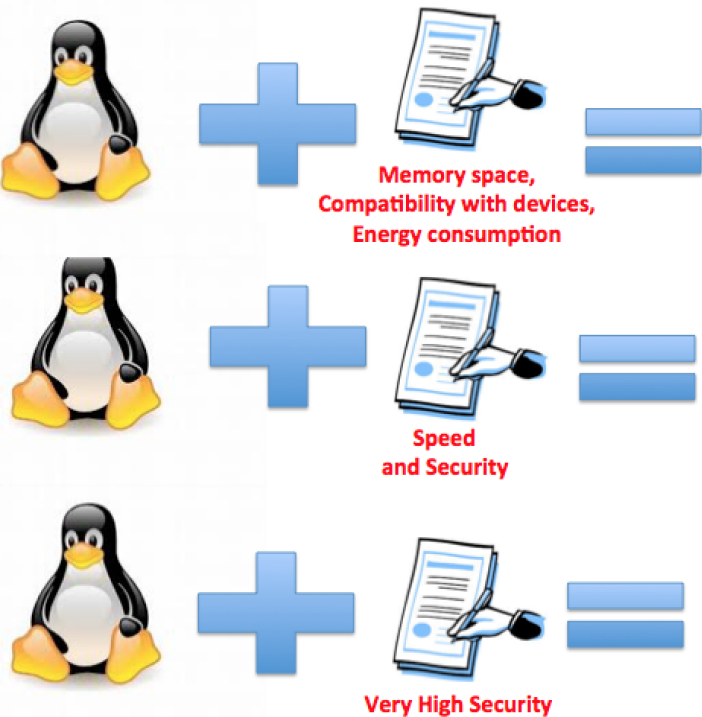 Memory space,
Compatibility with devices,
Energy consumption
Speed
and Security
Very High Security